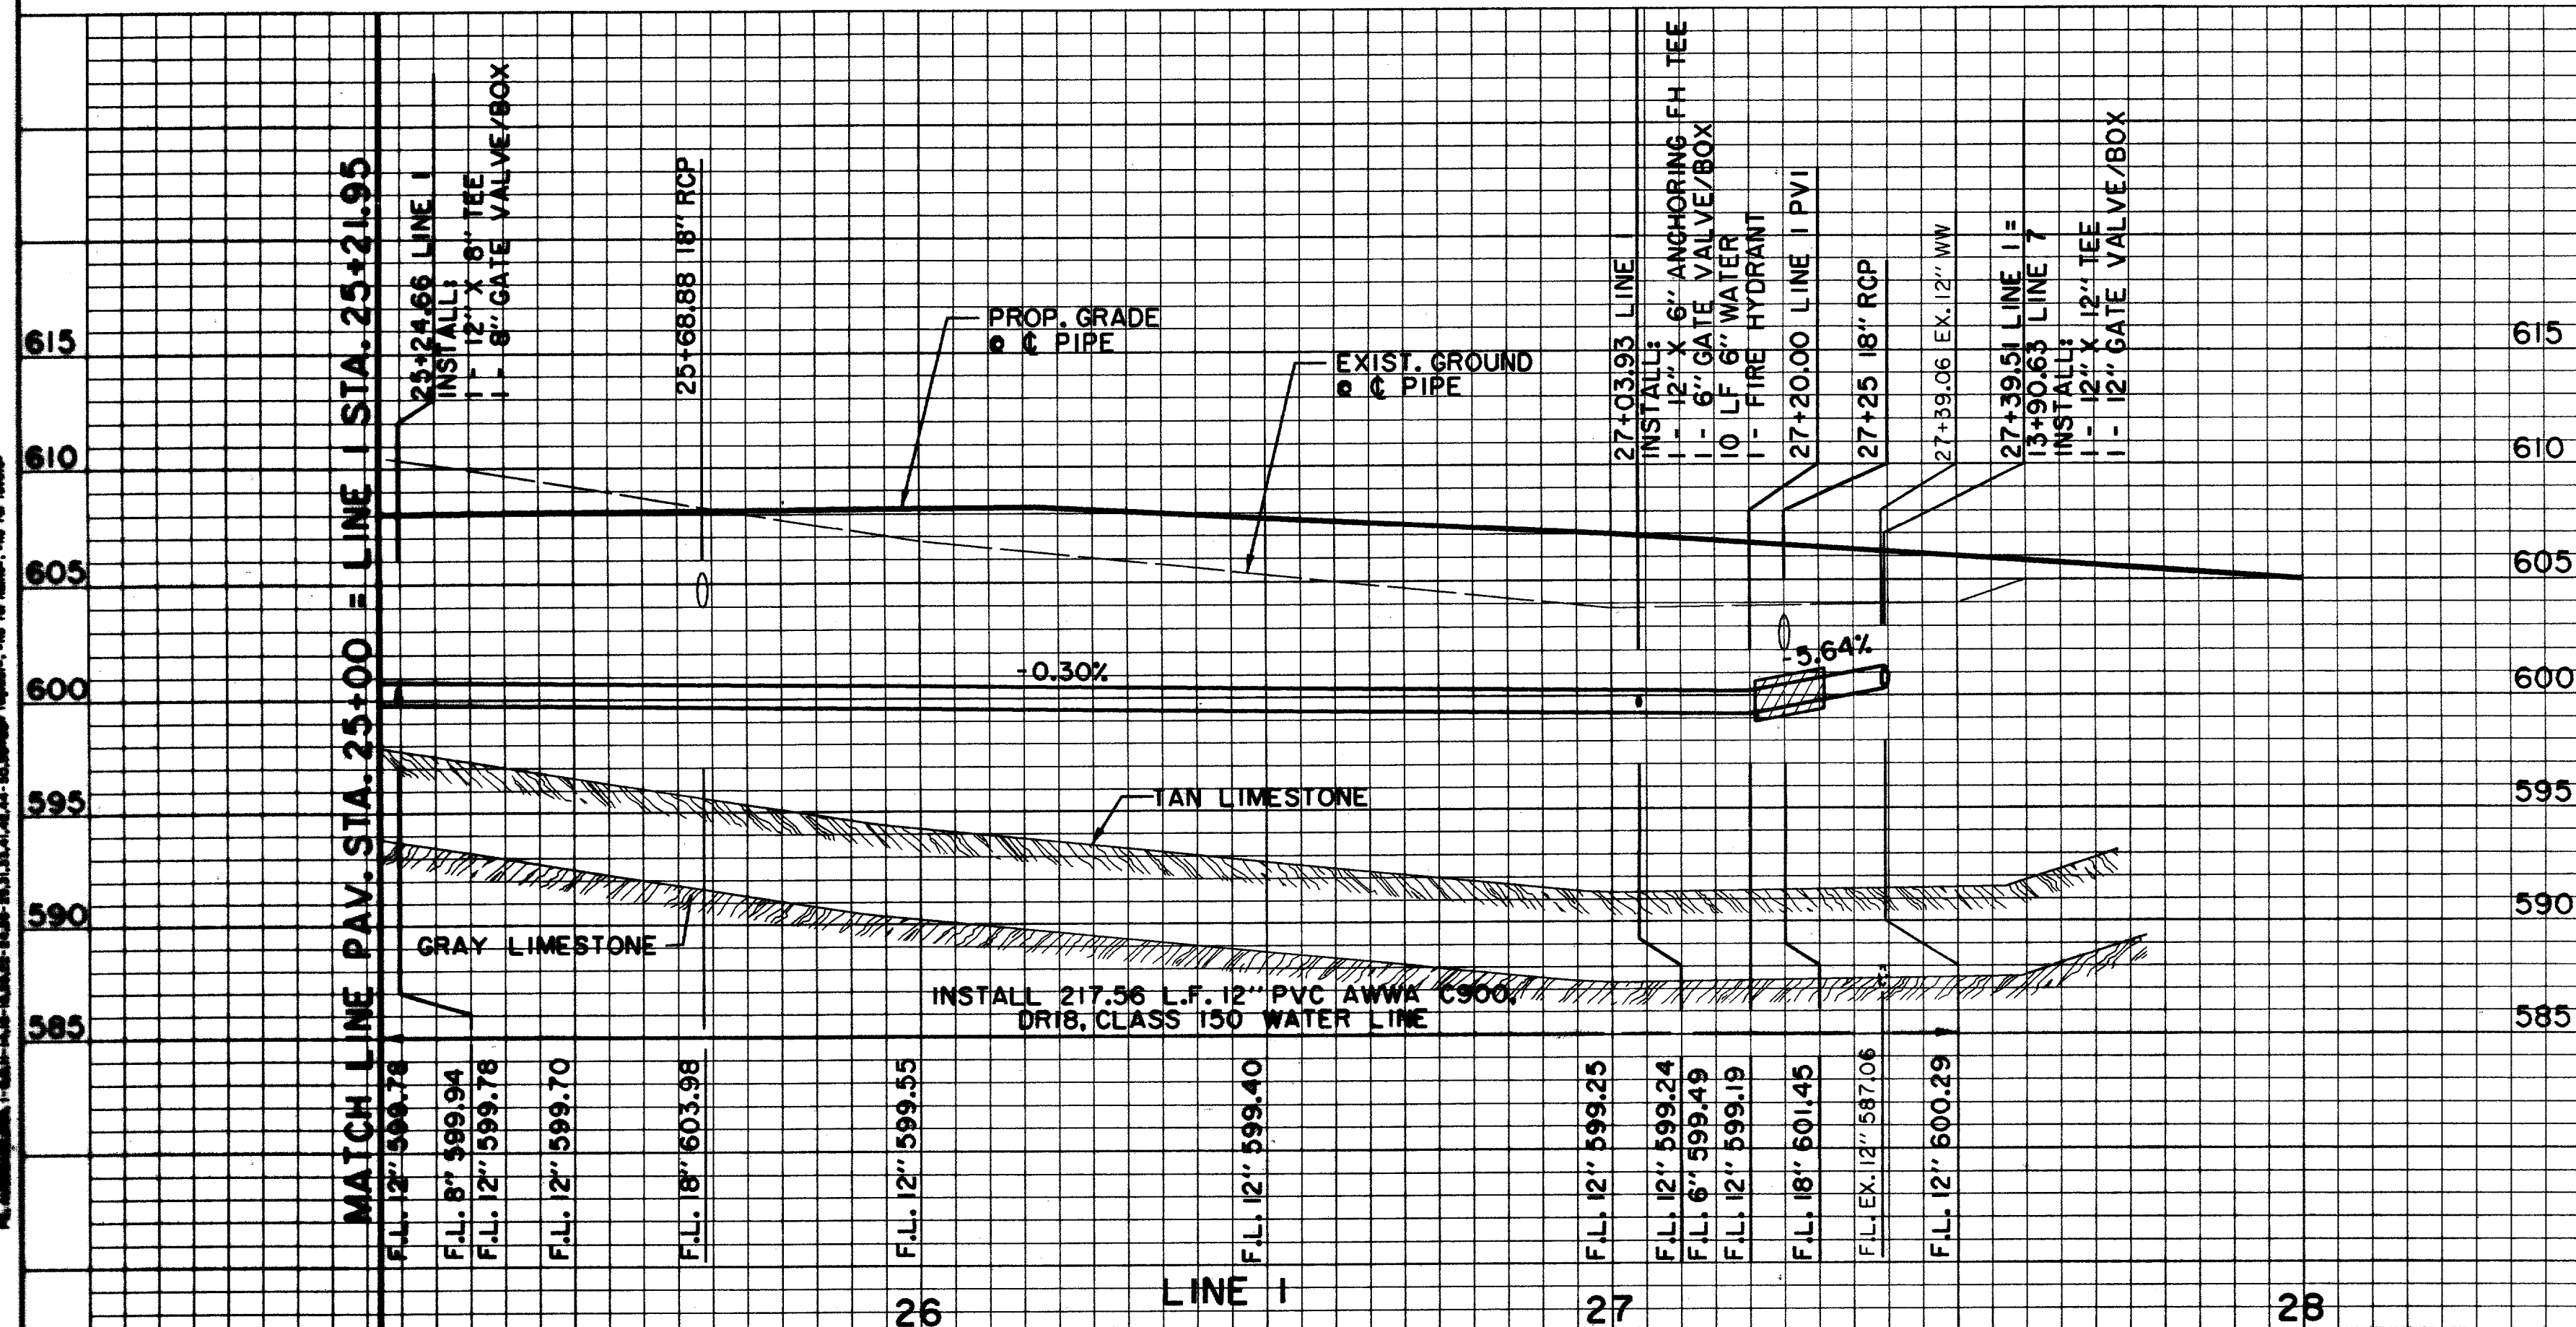 MATCH LINE PAV. STA. 25+00 = LINE 1 STA. 25+21.95
25+24.66 LINE 1
INSTALL:
1 - 12" X 8" TEE
1 - 8" GATE VALVE/BOX
25+68.88 18" RCP
PROP. GRADE
@ ℄ PIPE
EXIST. GROUND
@ ℄ PIPE
27+03.93 LINE 1
INSTALL:
1 - 12" X 6" ANCHORING FH TEE
1 - 6" GATE VALVE/BOX
10 LF 6" WATER
1 - FIRE HYDRANT
27+20.00 LINE 1 PVI
27+25 18" RCP
27+39.06 EX. 12" WW
27+39.51 LINE 1 =
13+90.63 LINE 7
INSTALL:
1 - 12" X 12" TEE
1 - 12" GATE VALVE/BOX
615
615
610
610
605
605
600
600
595
595
590
590
585
585
-0.30%
-5.64%
TAN LIMESTONE
GRAY LIMESTONE
INSTALL 217.56 L.F. 12" PVC AWWA C900,
DR18, CLASS 150 WATER LINE
F.L. 12" 599.78
F.L. 8" 599.94
F.L. 12" 599.78
F.L. 12" 599.70
F.L. 18" 603.98
F.L. 12" 599.55
F.L. 12" 599.40
F.L. 12" 599.25
F.L. 12" 599.24
F.L. 6" 599.49
F.L. 12" 599.19
F.L. 18" 601.45
F.L. EX. 12" 587.06
F.L. 12" 600.29
LINE 1
26
27
28